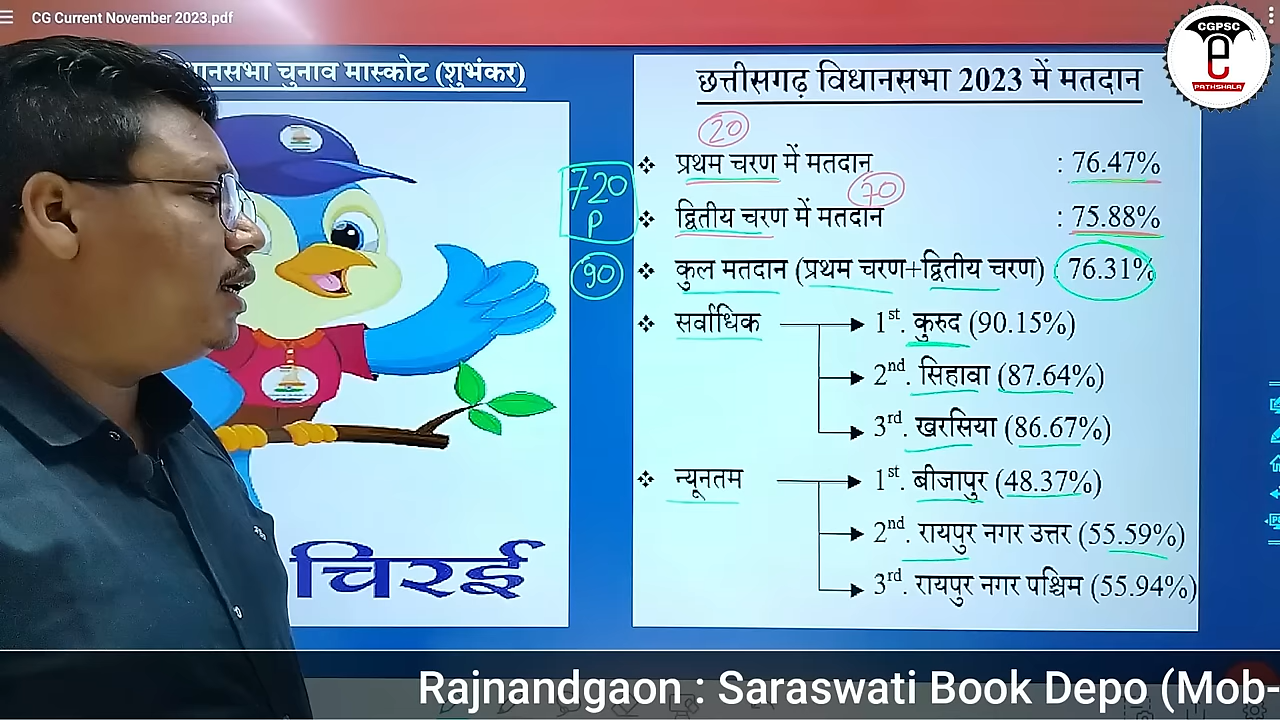 CG Current November 2023.pdf
CGPSC
e
PATHSHALA
धानसभा चुनाव मास्कोट (शुभंकर)
चिरई
छत्तीसगढ़ विधानसभा 2023 में मतदान
20
❖ प्रथम चरण में मतदान : 76.47%
70
720
P
❖ द्वितीय चरण में मतदान : 75.88%
90
❖ कुल मतदान (प्रथम चरण+द्वितीय चरण) : 76.31%
❖ सर्वाधिक 1st. कुरुद (90.15%)
2nd. सिहावा (87.64%)
3rd. खरसिया (86.67%)
❖ न्यूनतम 1st. बीजापुर (48.37%)
2nd. रायपुर नगर उत्तर (55.59%)
3rd. रायपुर नगर पश्चिम (55.94%)
Rajnandgaon : Saraswati Book Depo (Mob-